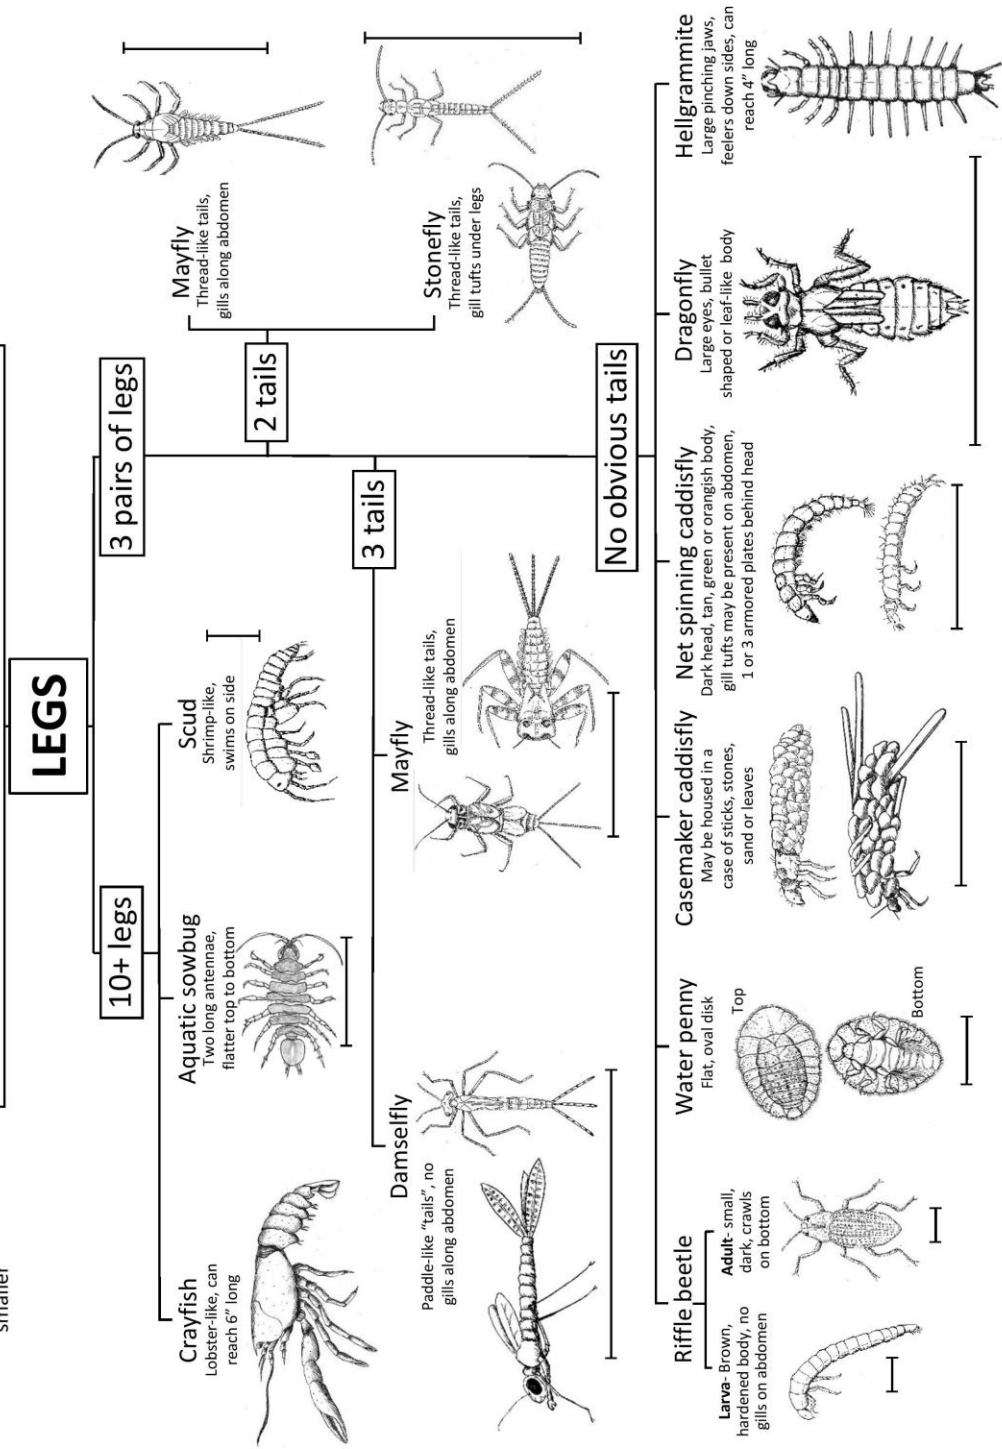 smaller
LEGS
10+ legs
3 pairs of legs
Crayfish
Lobster-like, can
reach 6" long
Aquatic sowbug
Two long antennae,
flatter top to bottom
Scud
Shrimp-like,
swims on side
2 tails
Mayfly
Thread-like tails,
gills along abdomen
Stonefly
Thread-like tails,
gill tufts under legs
3 tails
Damselfly
Paddle-like "tails", no
gills along abdomen
Mayfly
Thread-like tails,
gills along abdomen
No obvious tails
Riffle beetle
Larva- Brown,
hardened body, no
gills on abdomen
Adult- small,
dark, crawls
on bottom
Water penny
Flat, oval disk
Top
Bottom
Casemaker caddisfly
May be housed in a
case of sticks, stones,
sand or leaves
Net spinning caddisfly
Dark head, tan, green or orangish body,
gill tufts may be present on abdomen,
1 or 3 armored plates behind head
Dragonfly
Large eyes, bullet
shaped or leaf-like body
Hellgrammite
Large pinching jaws,
feelers down sides, can
reach 4" long